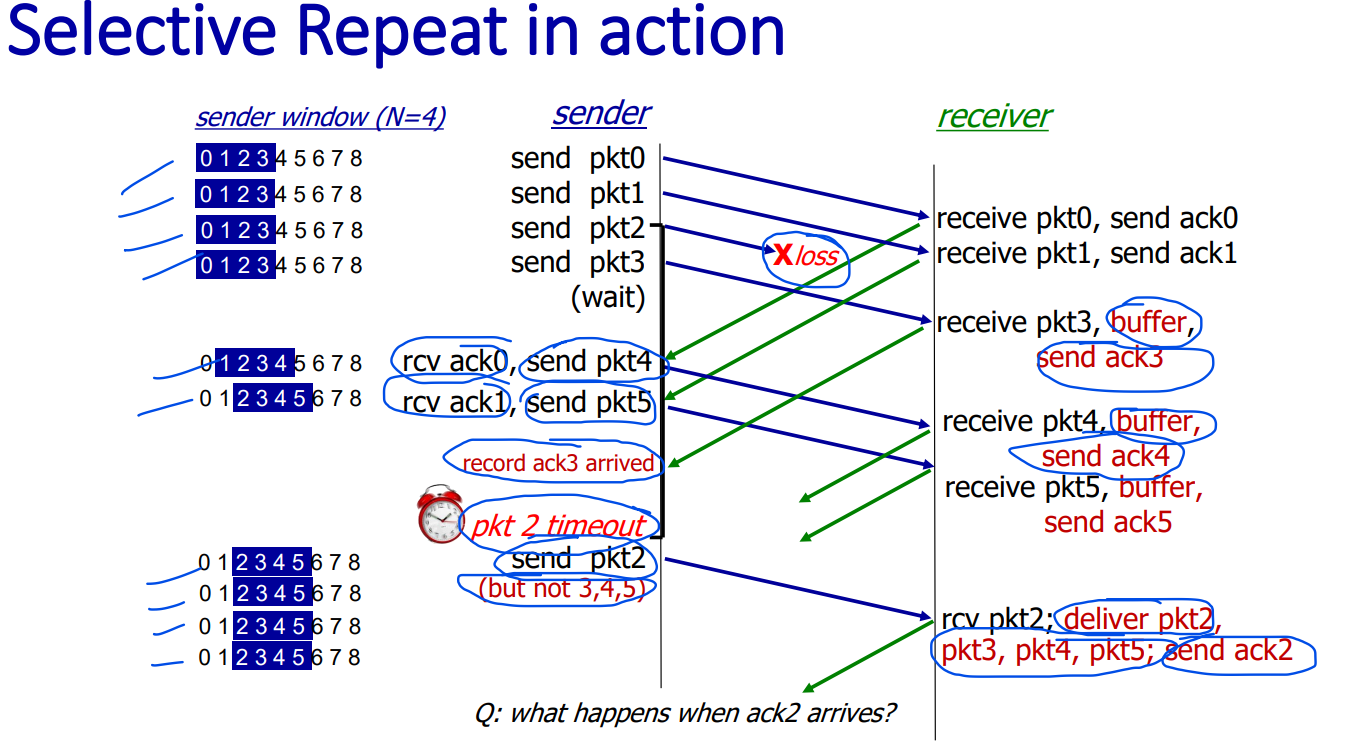 Selective Repeat in action
sender window (N=4)
sender
receiver
0 1 2 3 4 5 6 7 8
send pkt0
0 1 2 3 4 5 6 7 8
send pkt1
0 1 2 3 4 5 6 7 8
send pkt2
0 1 2 3 4 5 6 7 8
send pkt3
(wait)
X loss
receive pkt0, send ack0
receive pkt1, send ack1
receive pkt3, buffer,
send ack3
0 1 2 3 4 5 6 7 8
rcv ack0, send pkt4
0 1 2 3 4 5 6 7 8
rcv ack1, send pkt5
receive pkt4, buffer,
send ack4
record ack3 arrived
receive pkt5, buffer,
send ack5
pkt 2 timeout
0 1 2 3 4 5 6 7 8
send pkt2
0 1 2 3 4 5 6 7 8
(but not 3,4,5)
0 1 2 3 4 5 6 7 8
0 1 2 3 4 5 6 7 8
rcv pkt2; deliver pkt2,
pkt3, pkt4, pkt5; send ack2
Q: what happens when ack2 arrives?